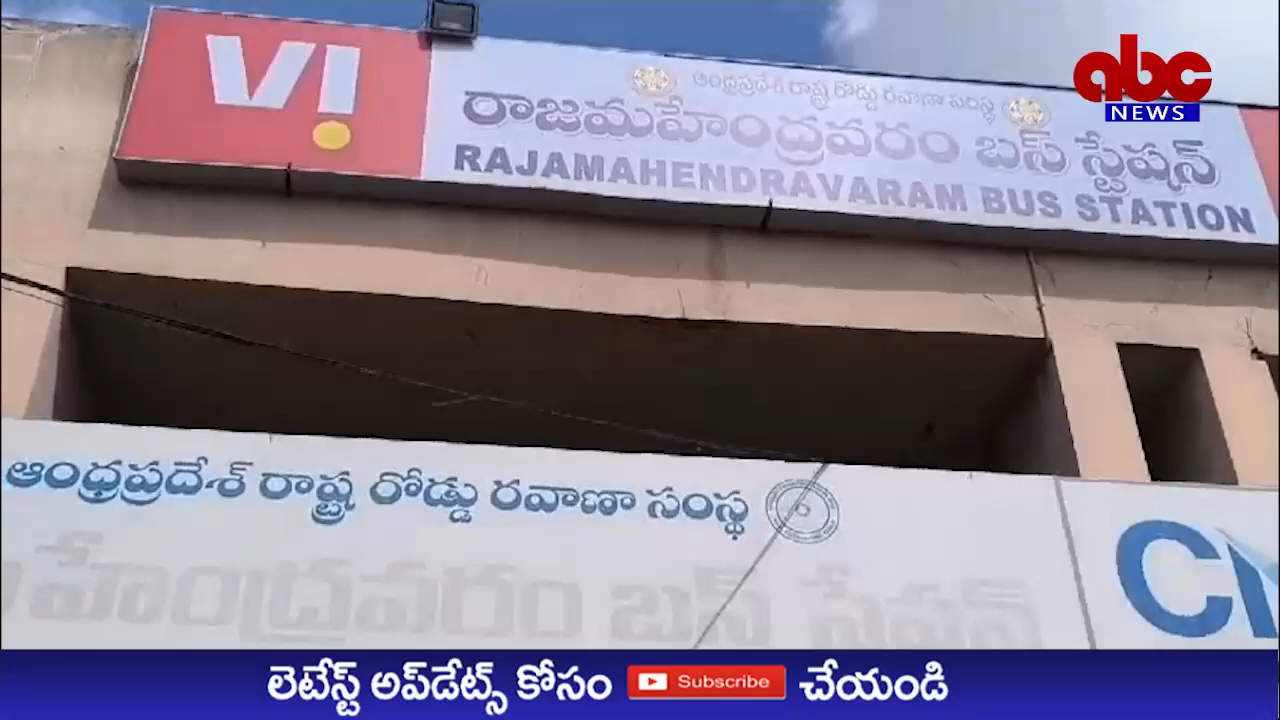 VI
ఆంధ్రప్రదేశ్ రాష్ట్ర రోడ్డు రవాణా సంస్థ
రాజమహేంద్రవరం బస్ స్టేషన్
RAJAMAHENDRAVARAM BUS STATION
abc
NEWS
ఆంధ్రప్రదేశ్ రాష్ట్ర రోడ్డు రవాణా సంస్థ
హేంద్రవరం బస్ స్టేషన్
లెటేస్ట్ అప్‌డేట్స్ కోసం Subscribe చేయండి